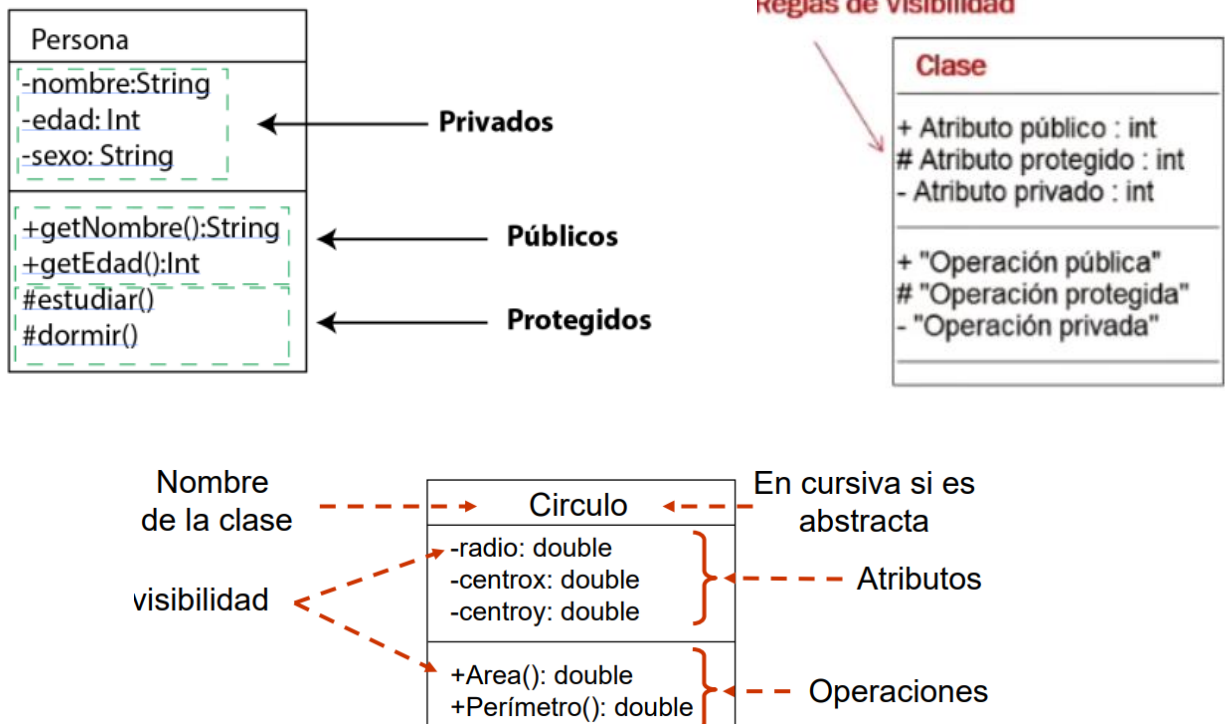 Persona
-nombre:String
-edad: Int
-sexo: String
Privados
+getNombre():String
+getEdad():Int
Públicos
#estudiar()
#dormir()
Protegidos
Reglas de Visibilidad
Clase
+ Atributo público : int
# Atributo protegido : int
- Atributo privado : int
+ "Operación pública"
# "Operación protegida"
- "Operación privada"
Nombre
de la clase
Circulo
En cursiva si es
abstracta
visibilidad
-radio: double
-centrox: double
-centroy: double
Atributos
+Area(): double
+Perímetro(): double
Operaciones